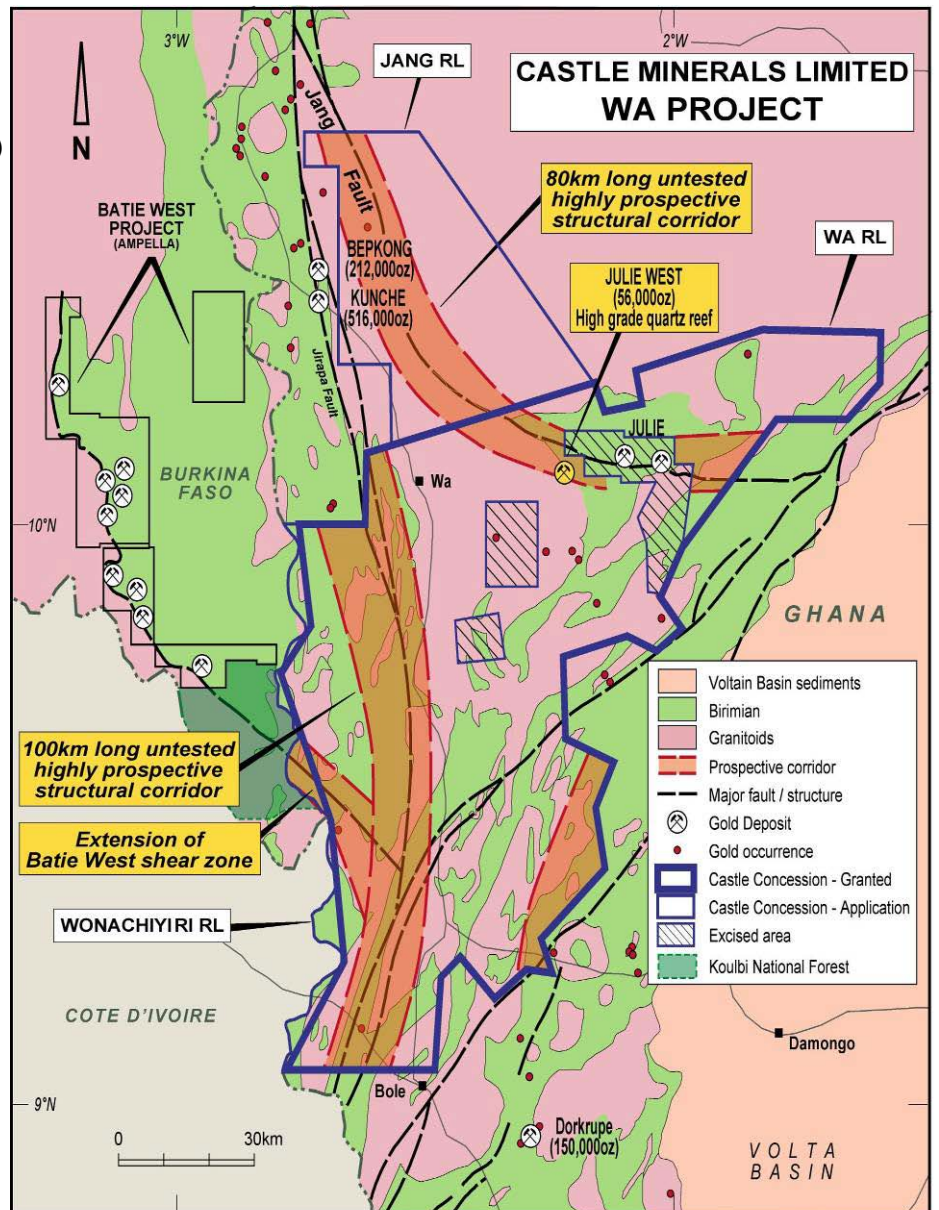 3°W
2°W
JANG RL
CASTLE MINERALS LIMITED
WA PROJECT
N
Jang
Fault
80km long untested
highly prospective
structural corridor
BATIE WEST
PROJECT
(AMPELLA)
WA RL
BEPKONG
(212,000oz)
KUNCHE
(516,000oz)
JULIE WEST
(56,000oz)
High grade quartz reef
Jirapa Fault
JULIE
BURKINA
FASO
Wa
10°N
GHANA
Voltain Basin sediments
Birimian
Granitoids
Prospective corridor
Major fault / structure
Gold Deposit
Gold occurrence
Castle Concession - Granted
Castle Concession - Application
Excised area
Koulbi National Forest
100km long untested
highly prospective
structural corridor
Extension of
Batie West shear zone
WONACHIYIRI RL
COTE D'IVOIRE
Damongo
Bole
9°N
0 30km
Dorkrupe
(150,000oz)
VOLTA
BASIN